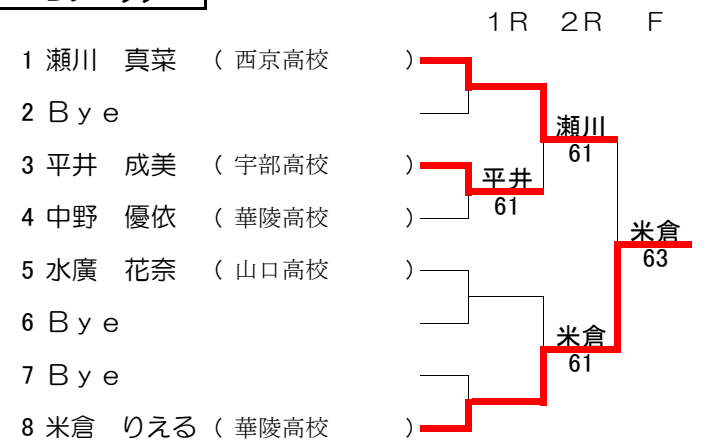 １Ｒ ２Ｒ Ｆ
1 瀬川 真菜 （ 西京高校 ）
2 Ｂｙｅ
瀬川
61
3 平井 成美 （ 宇部高校 ）
平井
61
4 中野 優依 （ 華陵高校 ）
米倉
63
5 水廣 花奈 （ 山口高校 ）
6 Ｂｙｅ
米倉
61
7 Ｂｙｅ
8 米倉 りえる （ 華陵高校 ）